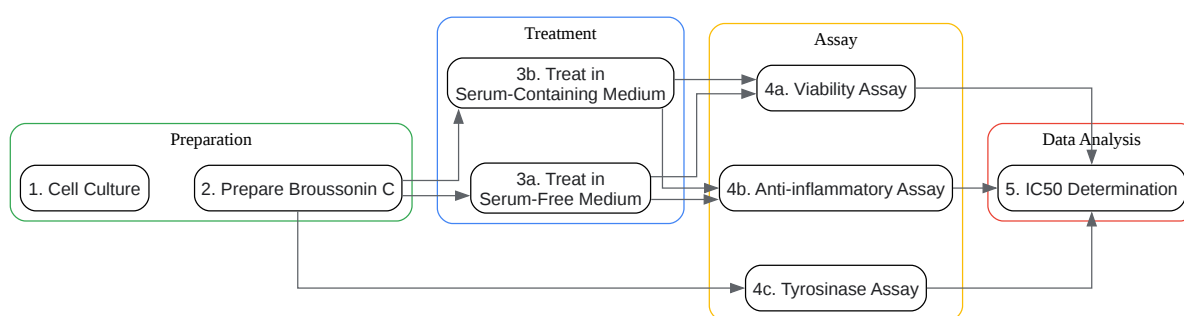 Preparation
1. Cell Culture
2. Prepare Broussonin C
Treatment
3b. Treat in
Serum-Containing Medium
3a. Treat in
Serum-Free Medium
Assay
4a. Viability Assay
4b. Anti-inflammatory Assay
4c. Tyrosinase Assay
Data Analysis
5. IC50 Determination